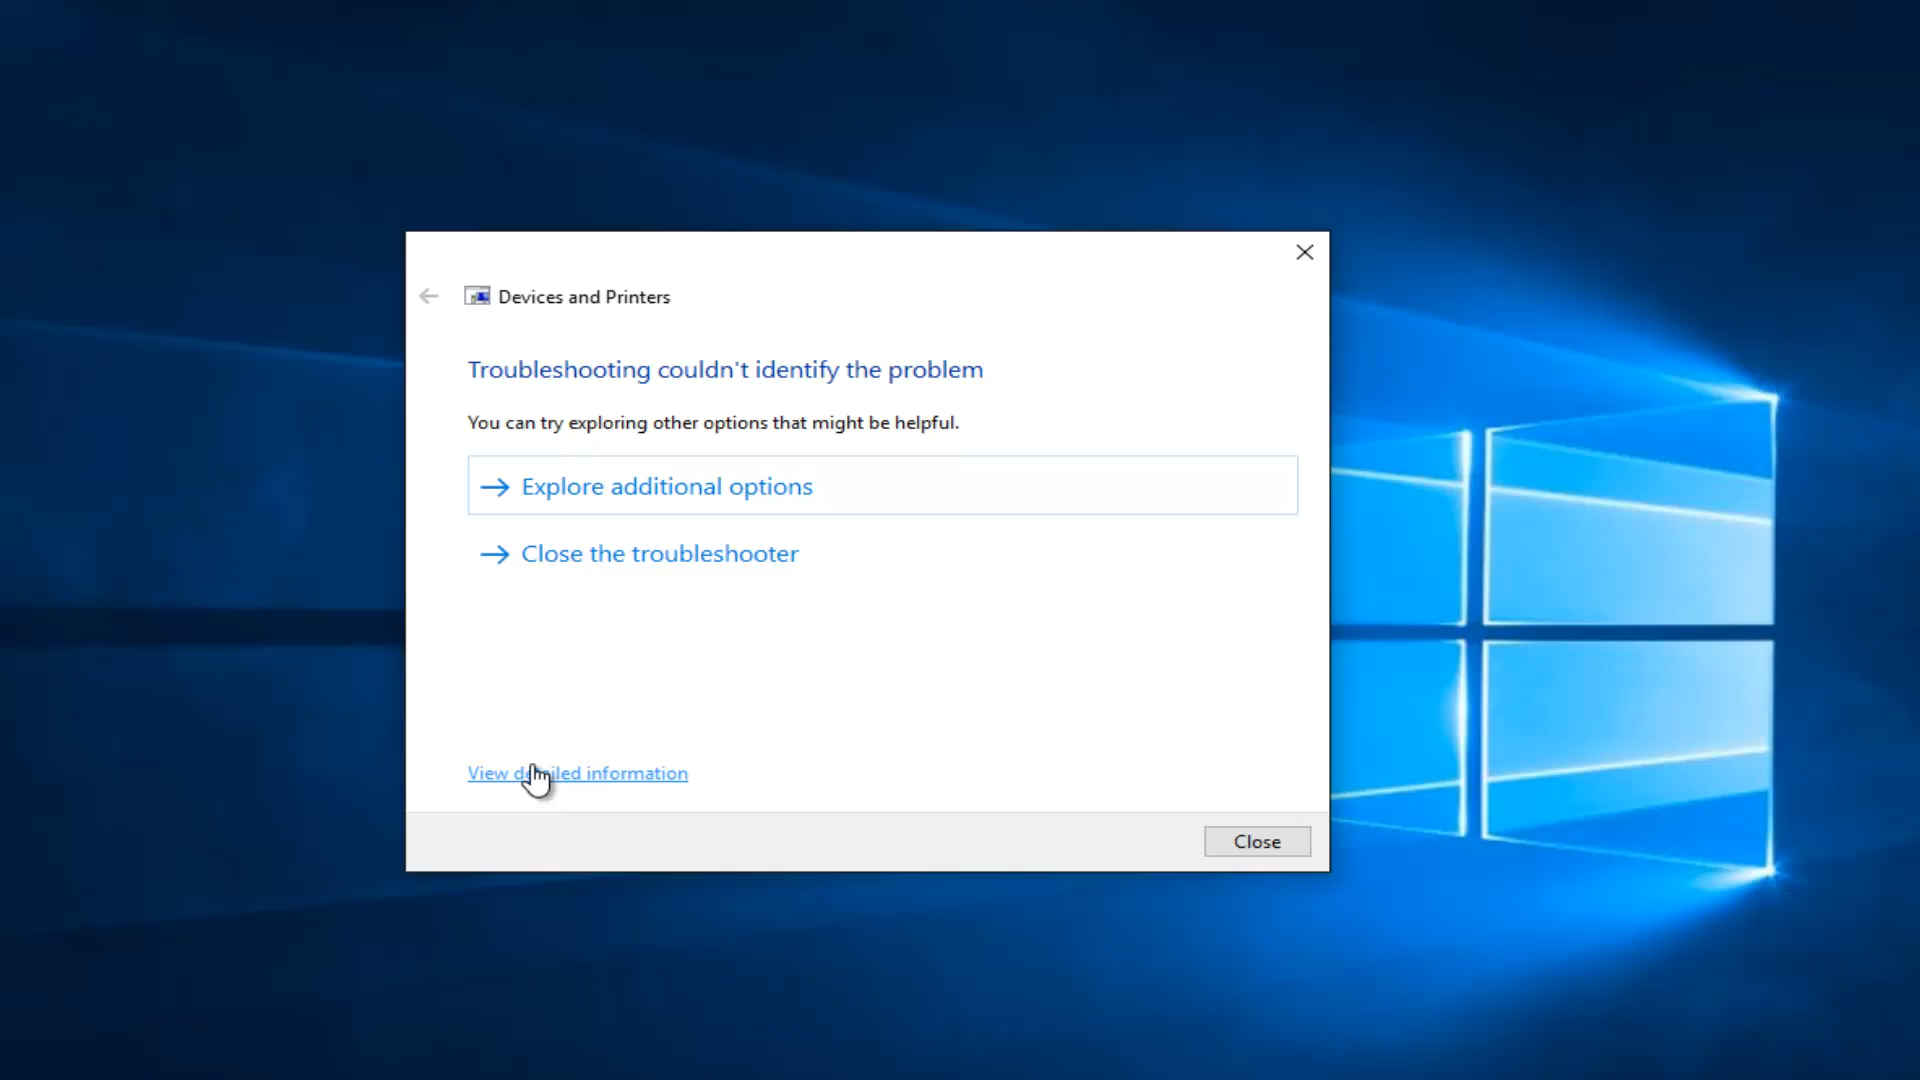 Devices and Printers
Troubleshooting couldn't identify the problem
You can try exploring other options that might be helpful.
Explore additional options
Close the troubleshooter
View detailed information
Close